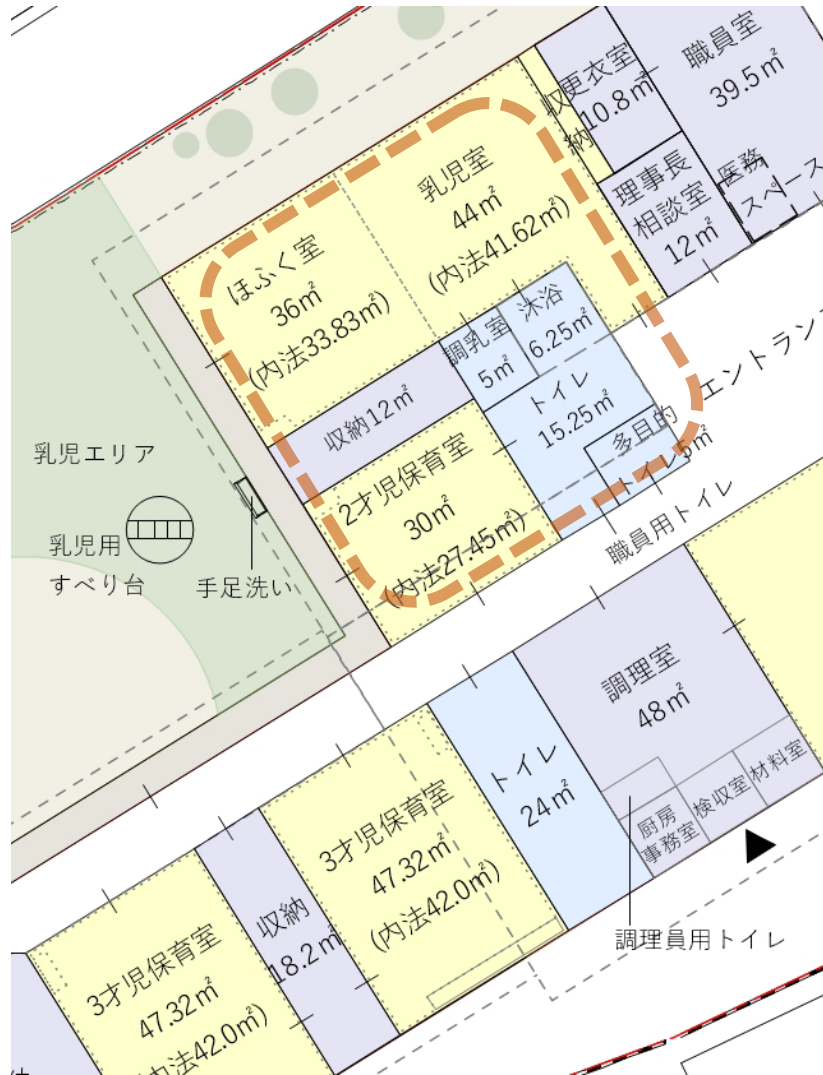 職員室
39.5㎡
更衣室
10.8㎡
収納
医務
スペース
理事長
相談室
12㎡
乳児室
44㎡
(内法41.62㎡)
ほふく室
36㎡
(内法33.83㎡)
沐浴
6.25㎡
調乳室
5㎡
収納12㎡
トイレ
15.25㎡
多目的
トイレ5㎡
2才児保育室
30㎡
(内法27.45㎡)
職員用トイレ
乳児エリア
乳児用
すべり台
手足洗い
調理室
48㎡
トイレ
24㎡
厨房
事務室
検収室
材料室
調理員用トイレ
3才児保育室
47.32㎡
(内法42.0㎡)
収納
18.2㎡
3才児保育室
47.32㎡
(内法42.0㎡)